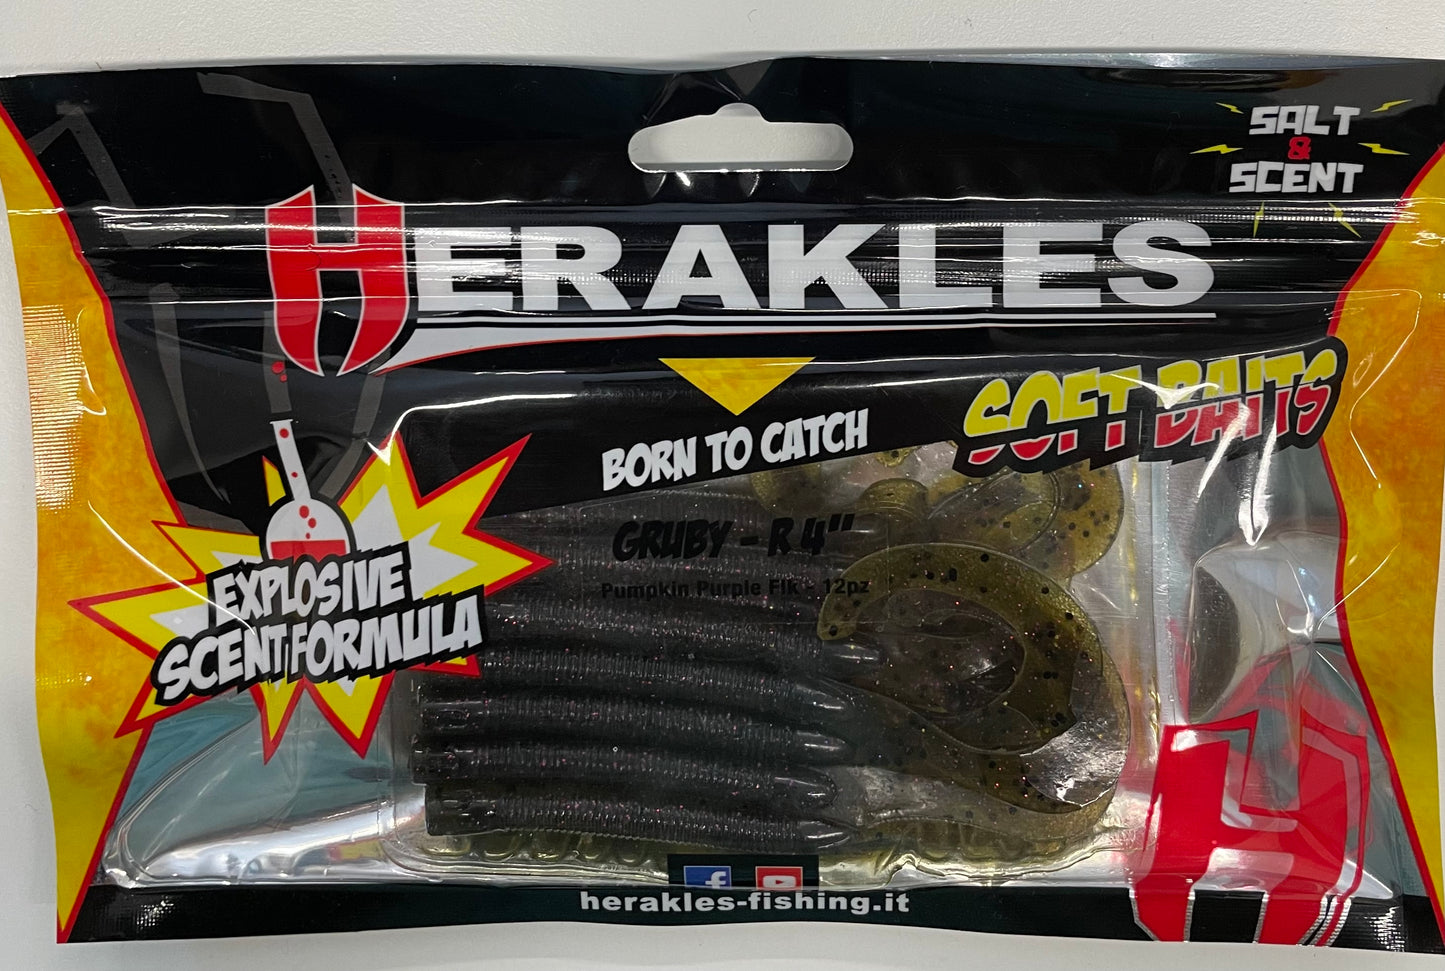 SALT
&
SCENT
HERAKLES
SOFT BAITS
BORN TO CATCH
GRUBY - R 4"
Pumpkin Purple Flk - 12pz
EXPLOSIVE
SCENT FORMULA
H
f
herakles-fishing.it